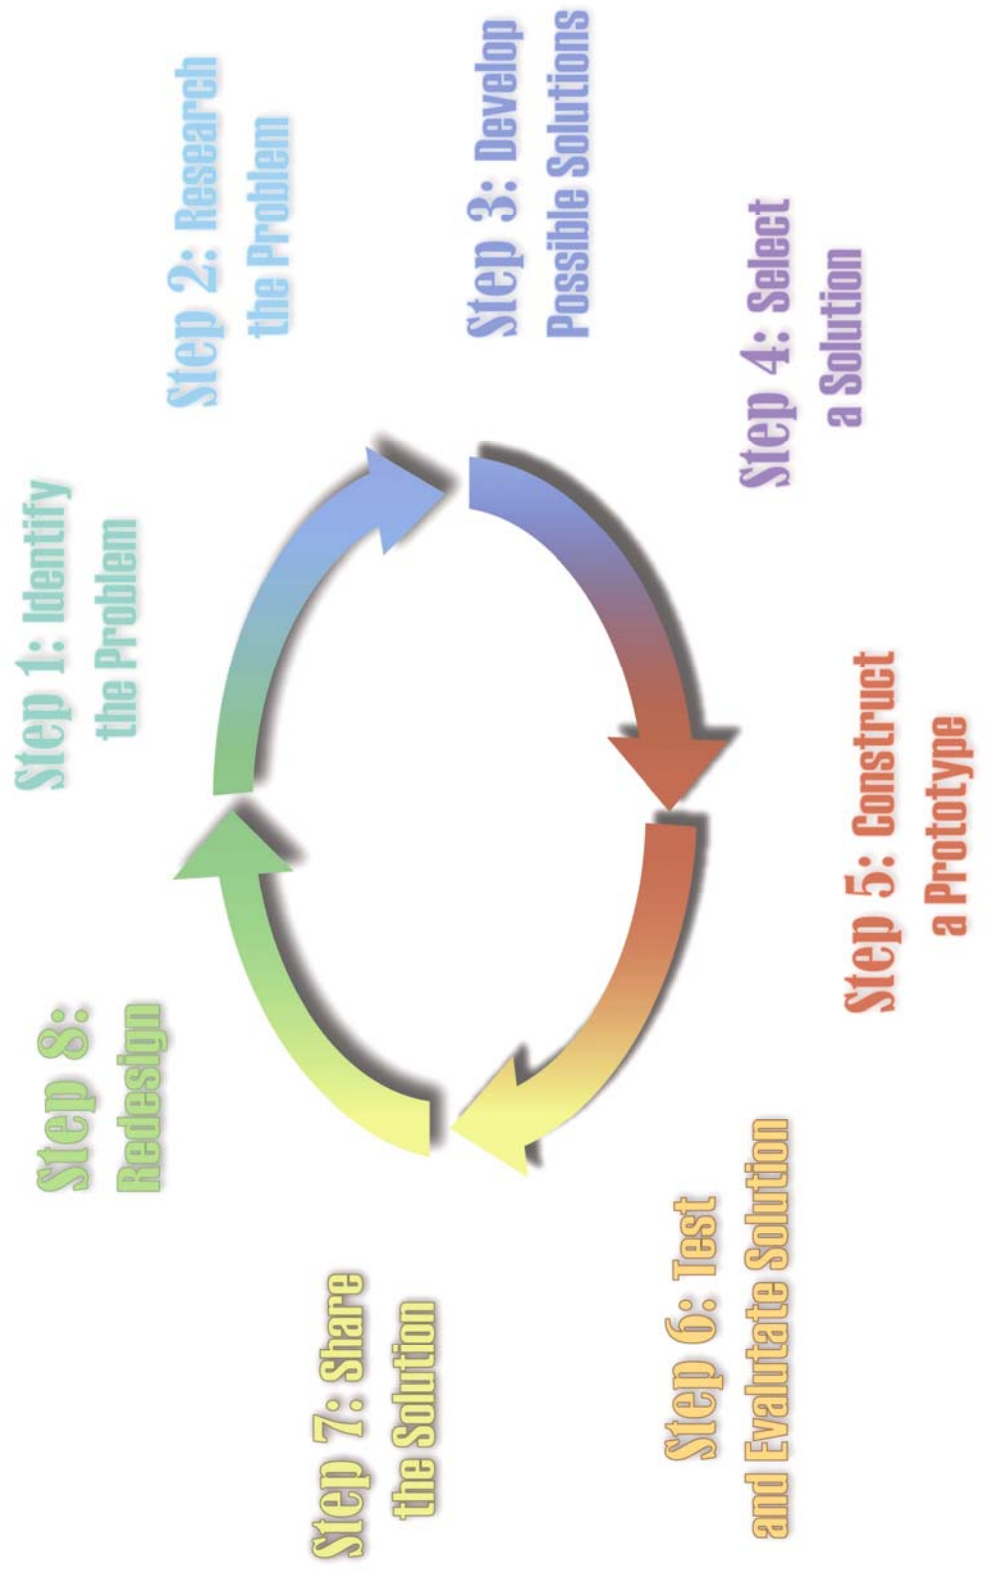 Step 1: Identify
the Problem
Step 2: Research
the Problem
Step 3: Develop
Possible Solutions
Step 4: Select
a Solution
Step 5: Construct
a Prototype
Step 6: Test
and Evalutate Solution
Step 7: Share
the Solution
Step 8:
Redesign